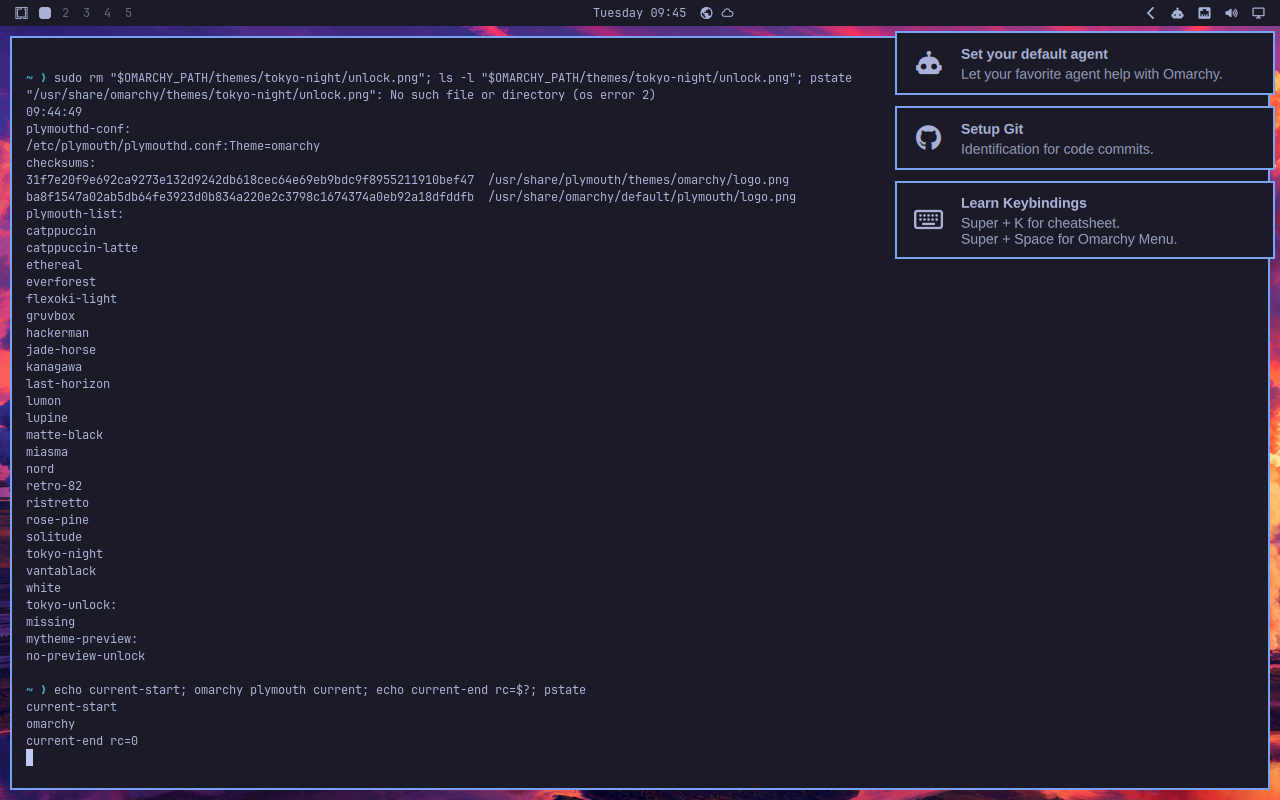 2 3 4 5
Tuesday 09:45
~ ❯ sudo rm "$OMARCHY_PATH/themes/tokyo-night/unlock.png"; ls -l "$OMARCHY_PATH/themes/tokyo-night/unlock.png"; pstate
"/usr/share/omarchy/themes/tokyo-night/unlock.png": No such file or directory (os error 2)
09:44:49
plymouthd-conf:
/etc/plymouth/plymouthd.conf:Theme=omarchy
checksums:
31f7e20f9e692ca9273e132d9242db618cec64e69eb9bdc9f8955211910bef47  /usr/share/plymouth/themes/omarchy/logo.png
ba8f1547a02ab5db64fe3923d0b834a220e2c3798c1674374a0eb92a18dfddfb  /usr/share/omarchy/default/plymouth/logo.png
plymouth-list:
catppuccin
catppuccin-latte
ethereal
everforest
flexoki-light
gruvbox
hackerman
jade-horse
kanagawa
last-horizon
lumon
lupine
matte-black
miasma
nord
retro-82
ristretto
rose-pine
solitude
tokyo-night
vantablack
white
tokyo-unlock:
missing
mytheme-preview:
no-preview-unlock
~ ❯ echo current-start; omarchy plymouth current; echo current-end rc=$?; pstate
current-start
omarchy
current-end rc=0
Set your default agent
Let your favorite agent help with Omarchy.
Setup Git
Identification for code commits.
Learn Keybindings
Super + K for cheatsheet.
Super + Space for Omarchy Menu.